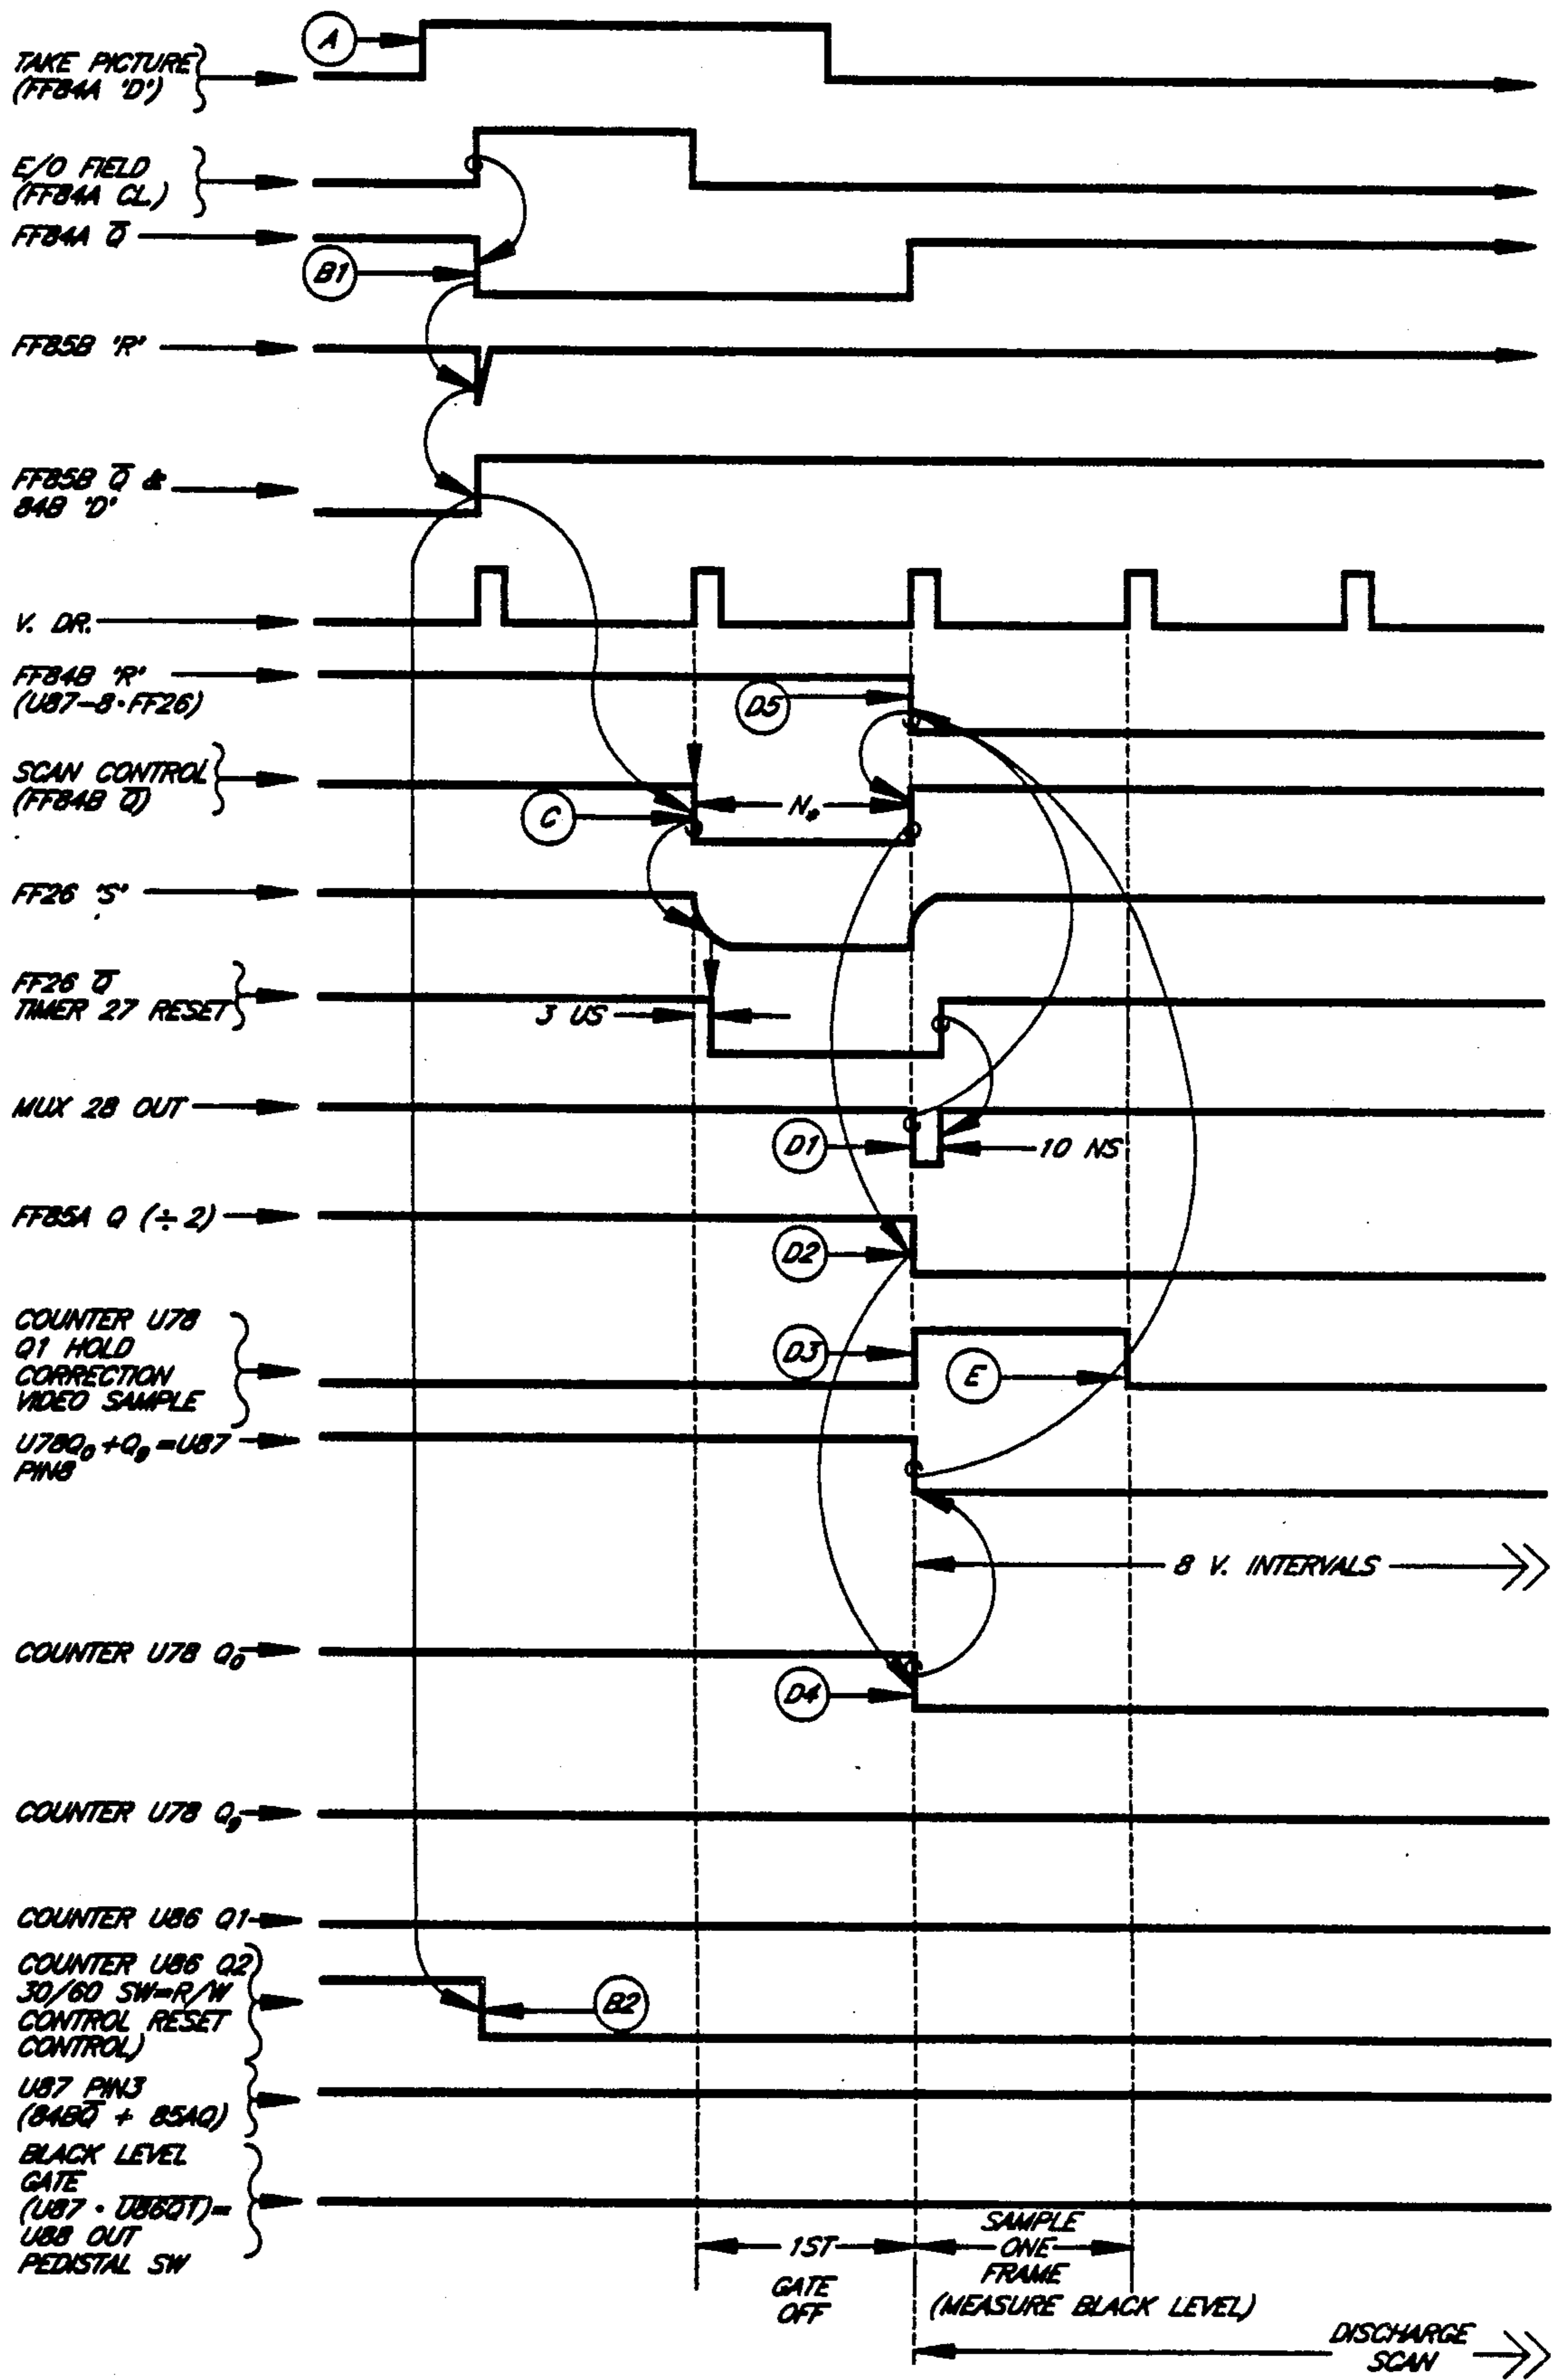 A
TAKE PICTURE
(FF84A 'D')
E/O FIELD
(FF84A CL.)
FF84A Q̅
B1
FF85B 'R'
FF85B Q̅ &
84B 'D'
V. DR.
FF84B 'R'
(U87-8·FF26)
D5
SCAN CONTROL
(FF84B Q̅)
C
N*
FF26 'S'
FF26 Q̅
TIMER 27 RESET
3 US
MUX 28 OUT
D1
10 NS
FF85A Q (÷2)
D2
COUNTER U78
Q1 HOLD
CORRECTION
VIDEO SAMPLE
D3
E
U78Q₀+Q₉=U87
PIN8
8 V. INTERVALS
COUNTER U78 Q₀
D4
COUNTER U78 Q₉
COUNTER U86 Q1
COUNTER U86 Q2
30/60 SW=R/W
CONTROL RESET
CONTROL)
B2
U87 PIN3
(84BQ̅ + 85AQ)
BLACK LEVEL
GATE
(U87 · U̅8̅6̅Q̅1̅)=
U88 OUT
PEDISTAL SW
1ST
GATE
OFF
SAMPLE
ONE
FRAME
(MEASURE BLACK LEVEL)
DISCHARGE
SCAN